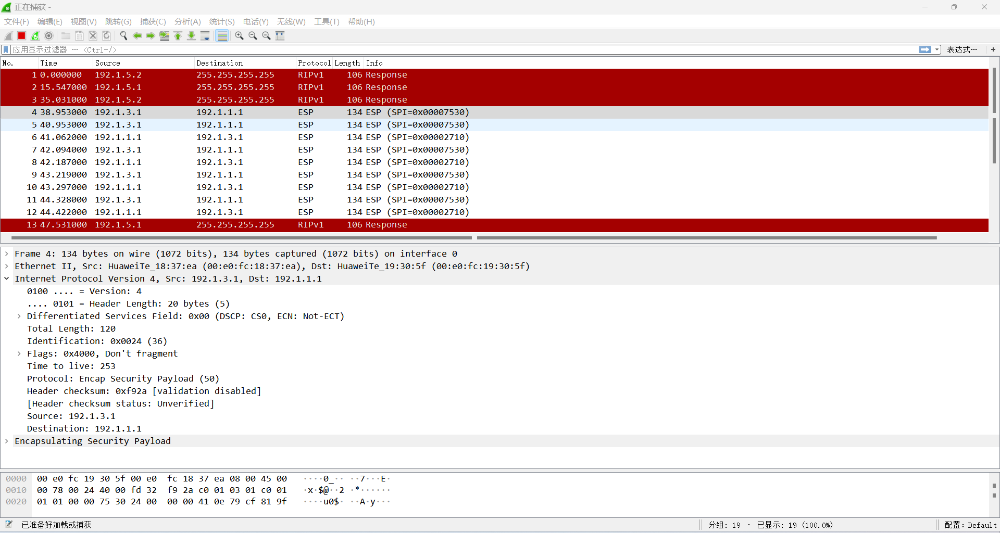 正在捕获 -
文件(F) 编辑(E) 视图(V) 跳转(G) 捕获(C) 分析(A) 统计(S) 电话(Y) 无线(W) 工具(T) 帮助(H)
应用显示过滤器 … <Ctrl-/> 表达式… +
No. Time Source Destination Protocol Length Info
1 0.000000 192.1.5.2 255.255.255.255 RIPv1 106 Response
2 15.547000 192.1.5.1 255.255.255.255 RIPv1 106 Response
3 35.031000 192.1.5.2 255.255.255.255 RIPv1 106 Response
4 38.953000 192.1.3.1 192.1.1.1 ESP 134 ESP (SPI=0x00007530)
5 40.953000 192.1.3.1 192.1.1.1 ESP 134 ESP (SPI=0x00007530)
6 41.062000 192.1.1.1 192.1.3.1 ESP 134 ESP (SPI=0x00002710)
7 42.094000 192.1.3.1 192.1.1.1 ESP 134 ESP (SPI=0x00007530)
8 42.187000 192.1.1.1 192.1.3.1 ESP 134 ESP (SPI=0x00002710)
9 43.219000 192.1.3.1 192.1.1.1 ESP 134 ESP (SPI=0x00007530)
10 43.297000 192.1.1.1 192.1.3.1 ESP 134 ESP (SPI=0x00002710)
11 44.328000 192.1.3.1 192.1.1.1 ESP 134 ESP (SPI=0x00007530)
12 44.422000 192.1.1.1 192.1.3.1 ESP 134 ESP (SPI=0x00002710)
13 47.531000 192.1.5.1 255.255.255.255 RIPv1 106 Response
Frame 4: 134 bytes on wire (1072 bits), 134 bytes captured (1072 bits) on interface 0
Ethernet II, Src: HuaweiTe_18:37:ea (00:e0:fc:18:37:ea), Dst: HuaweiTe_19:30:5f (00:e0:fc:19:30:5f)
Internet Protocol Version 4, Src: 192.1.3.1, Dst: 192.1.1.1
0100 .... = Version: 4
.... 0101 = Header Length: 20 bytes (5)
Differentiated Services Field: 0x00 (DSCP: CS0, ECN: Not-ECT)
Total Length: 120
Identification: 0x0024 (36)
Flags: 0x4000, Don't fragment
Time to live: 253
Protocol: Encap Security Payload (50)
Header checksum: 0xf92a [validation disabled]
[Header checksum status: Unverified]
Source: 192.1.3.1
Destination: 192.1.1.1
Encapsulating Security Payload
0000 00 e0 fc 19 30 5f 00 e0 fc 18 37 ea 08 00 45 00 ····0_·· ··7···E·
0010 00 78 00 24 40 00 fd 32 f9 2a c0 01 03 01 c0 01 ·x·$@··2 ·*······
0020 01 01 00 00 75 30 24 00 00 00 41 0e 79 cf 81 9f ····u0$· ··A·y···
已准备好加载或捕获 分组: 19 · 已显示: 19 (100.0%) 配置: Default